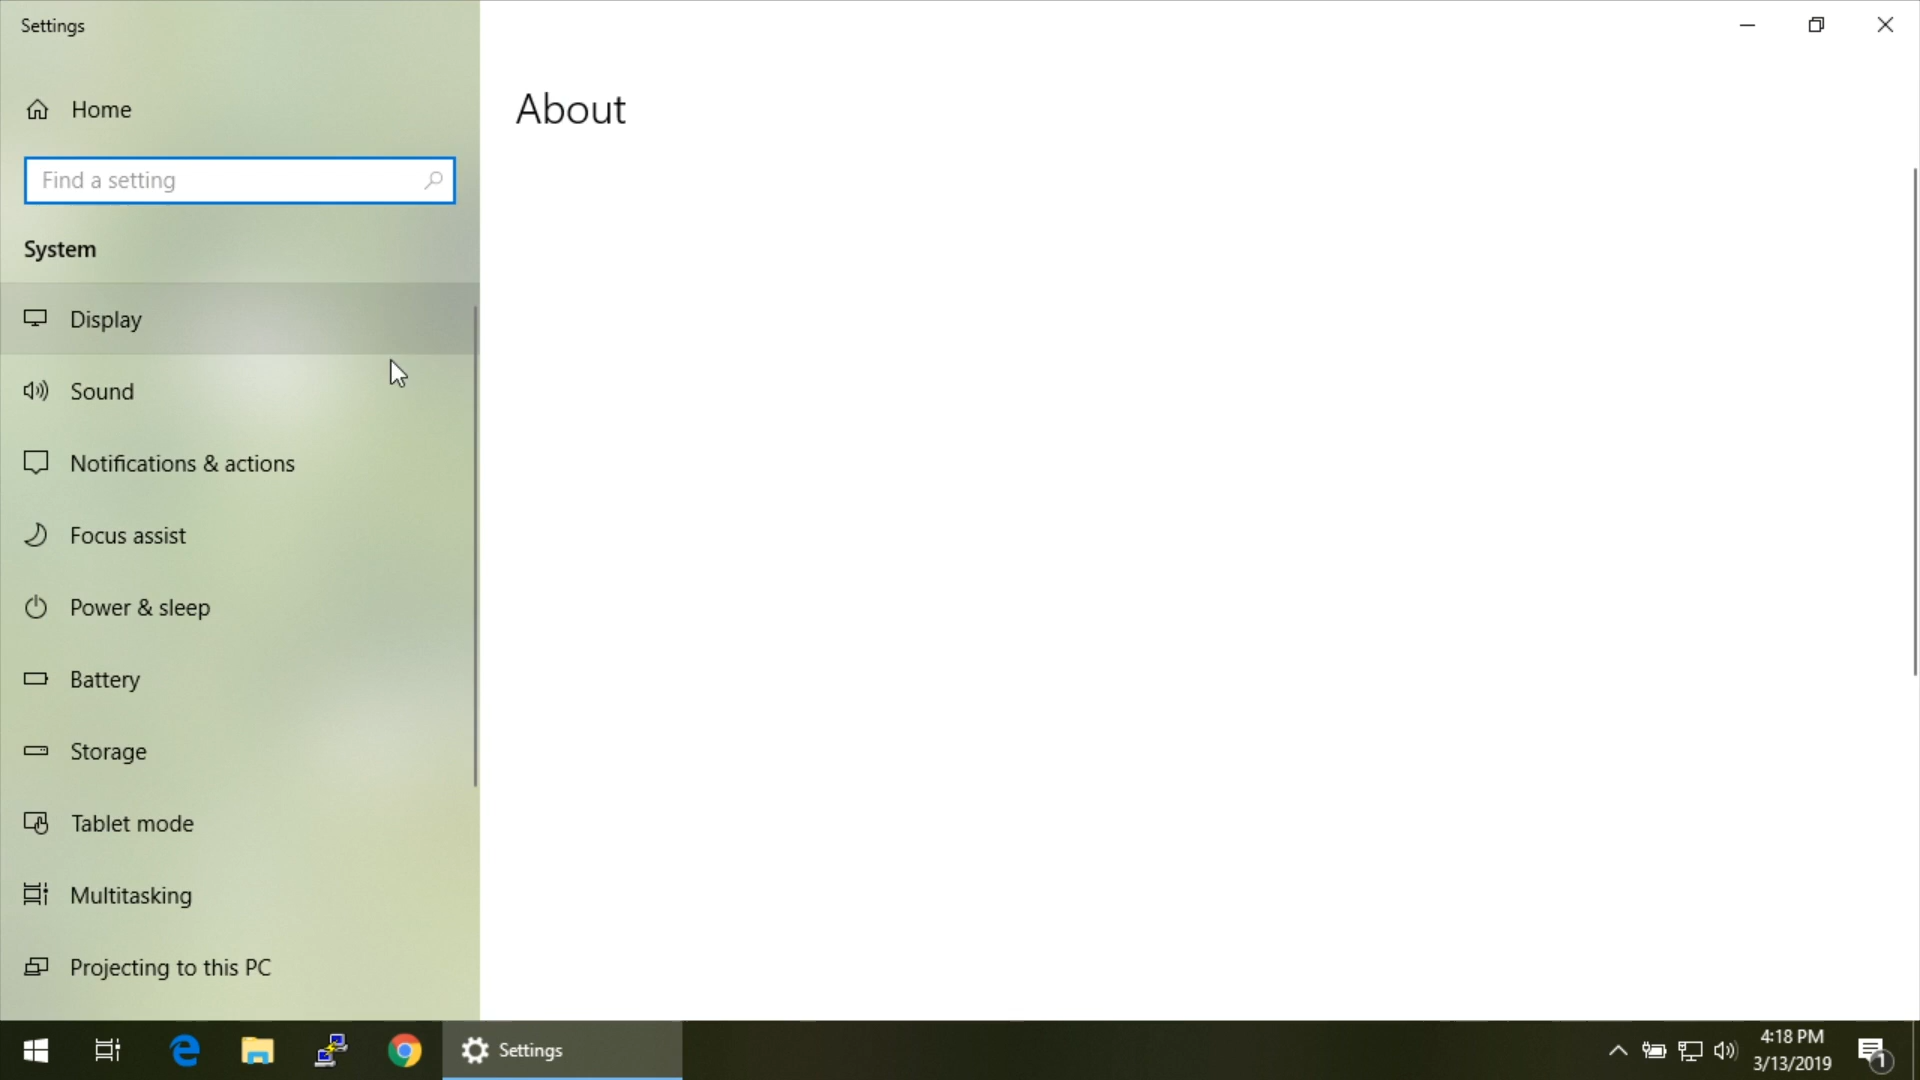 Settings
Home
Find a setting
System
Display
Sound
Notifications & actions
Focus assist
Power & sleep
Battery
Storage
Tablet mode
Multitasking
Projecting to this PC
About
Settings
4:18 PM
3/13/2019
1